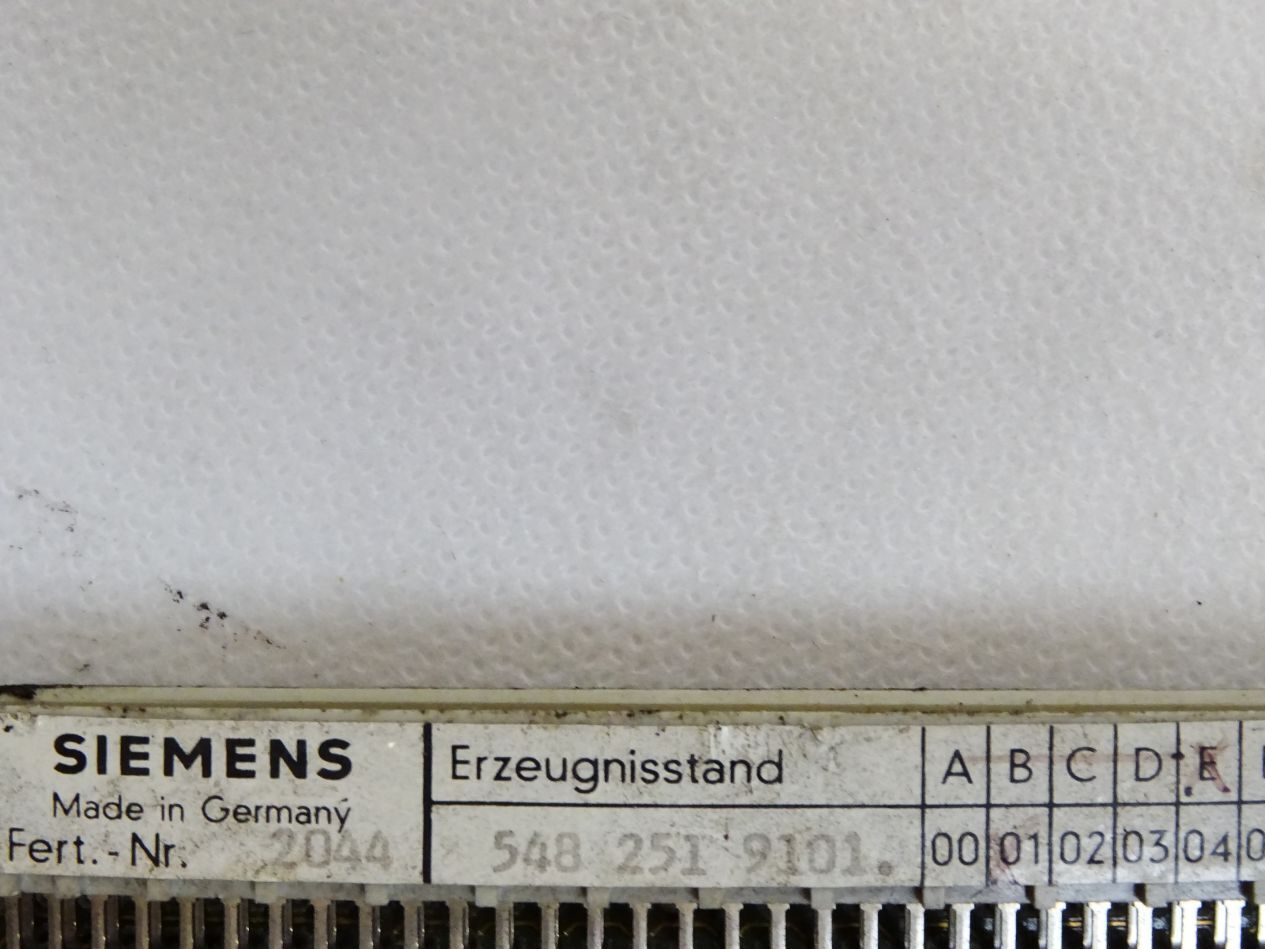 SIEMENS
Made in Germany
Fert.-Nr. 2044
Erzeugnisstand A B C D E
548 251 9101. 00 01 02 03 04